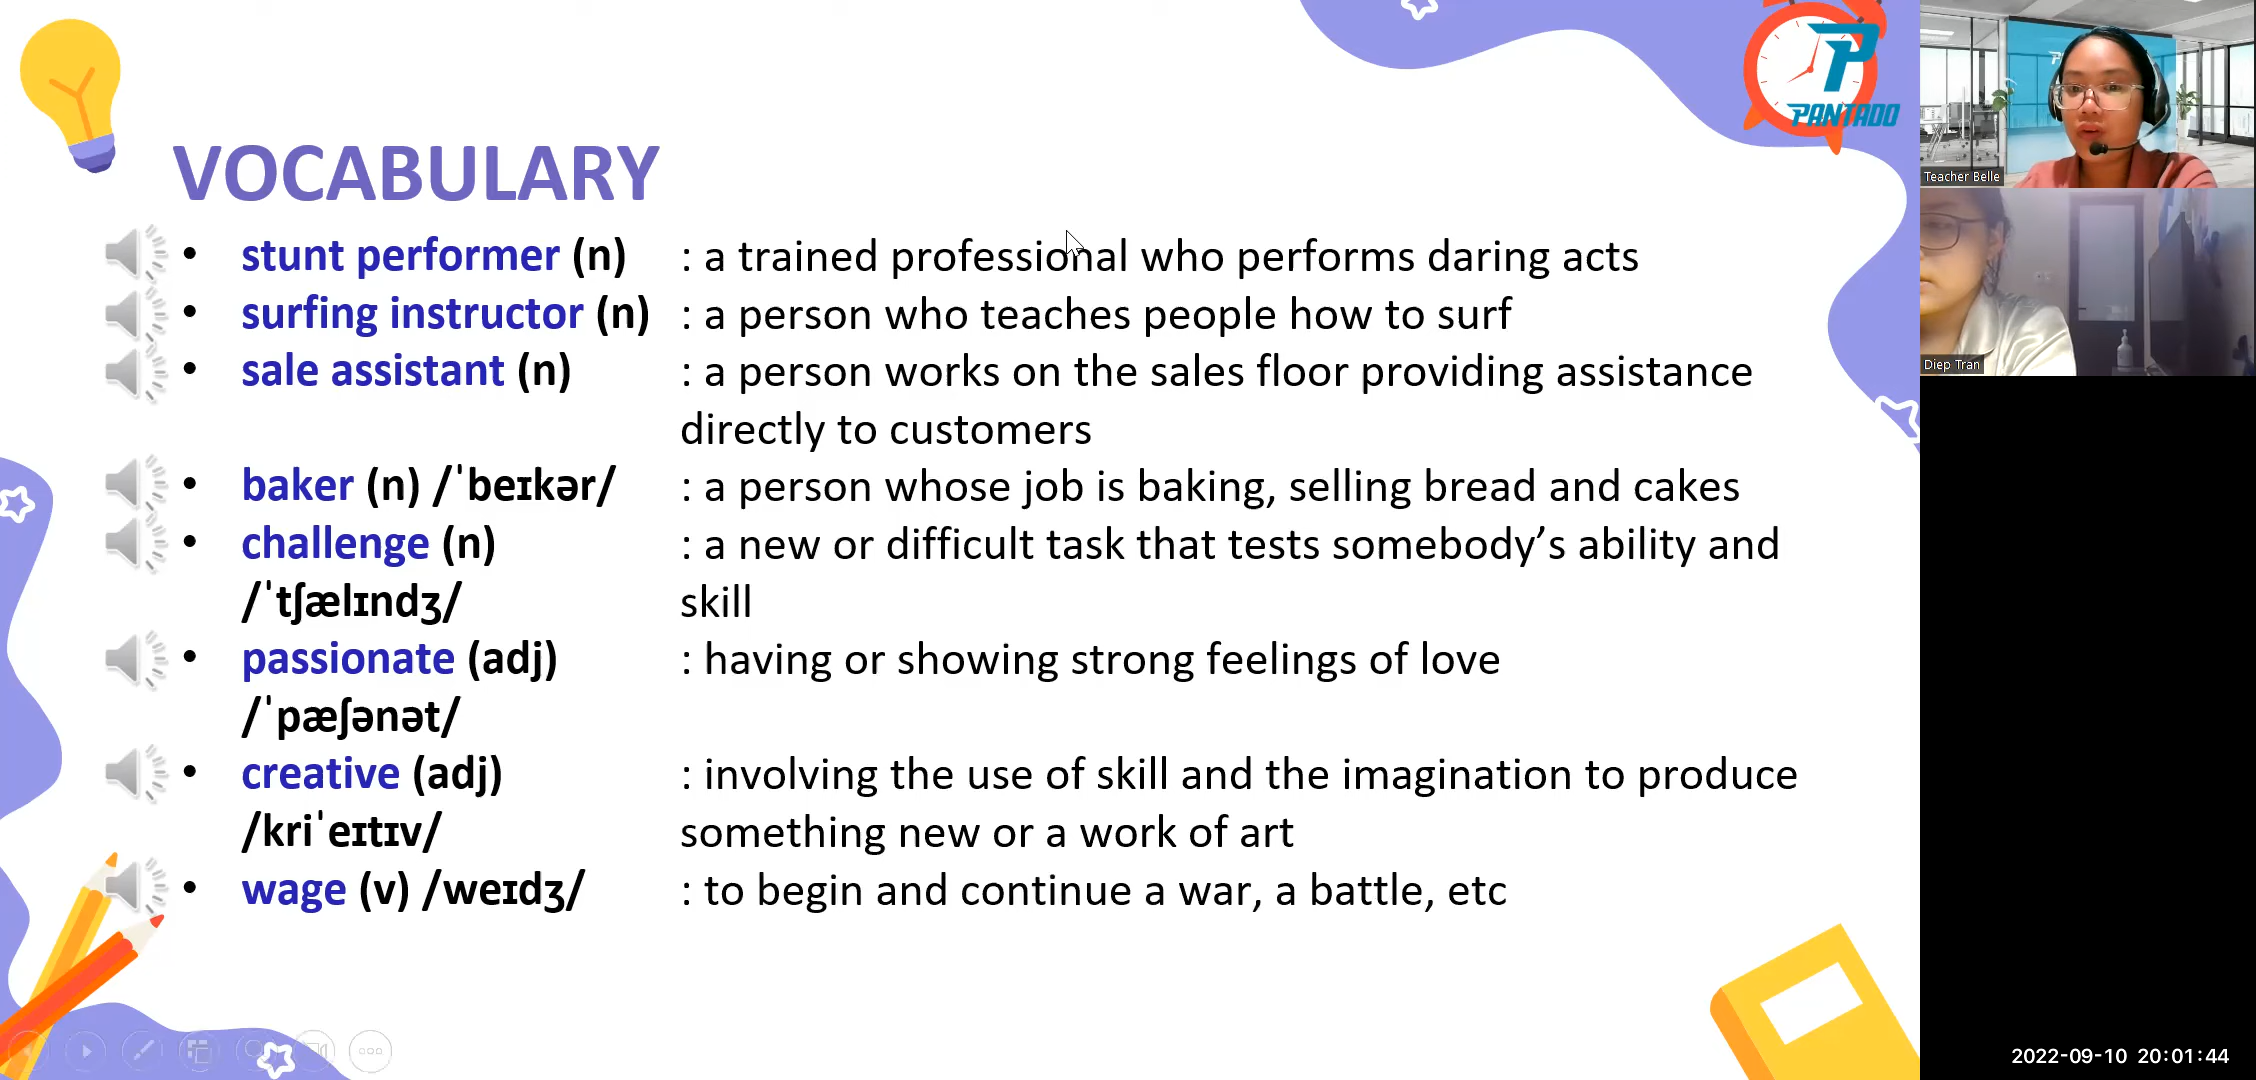 P
PANTADO
VOCABULARY
• stunt performer (n) : a trained professional who performs daring acts
• surfing instructor (n) : a person who teaches people how to surf
• sale assistant (n) : a person works on the sales floor providing assistance
directly to customers
• baker (n) /ˈbeɪkər/ : a person whose job is baking, selling bread and cakes
• challenge (n) : a new or difficult task that tests somebody’s ability and
/ˈtʃælɪndʒ/ skill
• passionate (adj) : having or showing strong feelings of love
/ˈpæʃənət/
• creative (adj) : involving the use of skill and the imagination to produce
/kriˈeɪtɪv/ something new or a work of art
• wage (v) /weɪdʒ/ : to begin and continue a war, a battle, etc
Teacher Belle
Diep Tran
2022-09-10 20:01:44